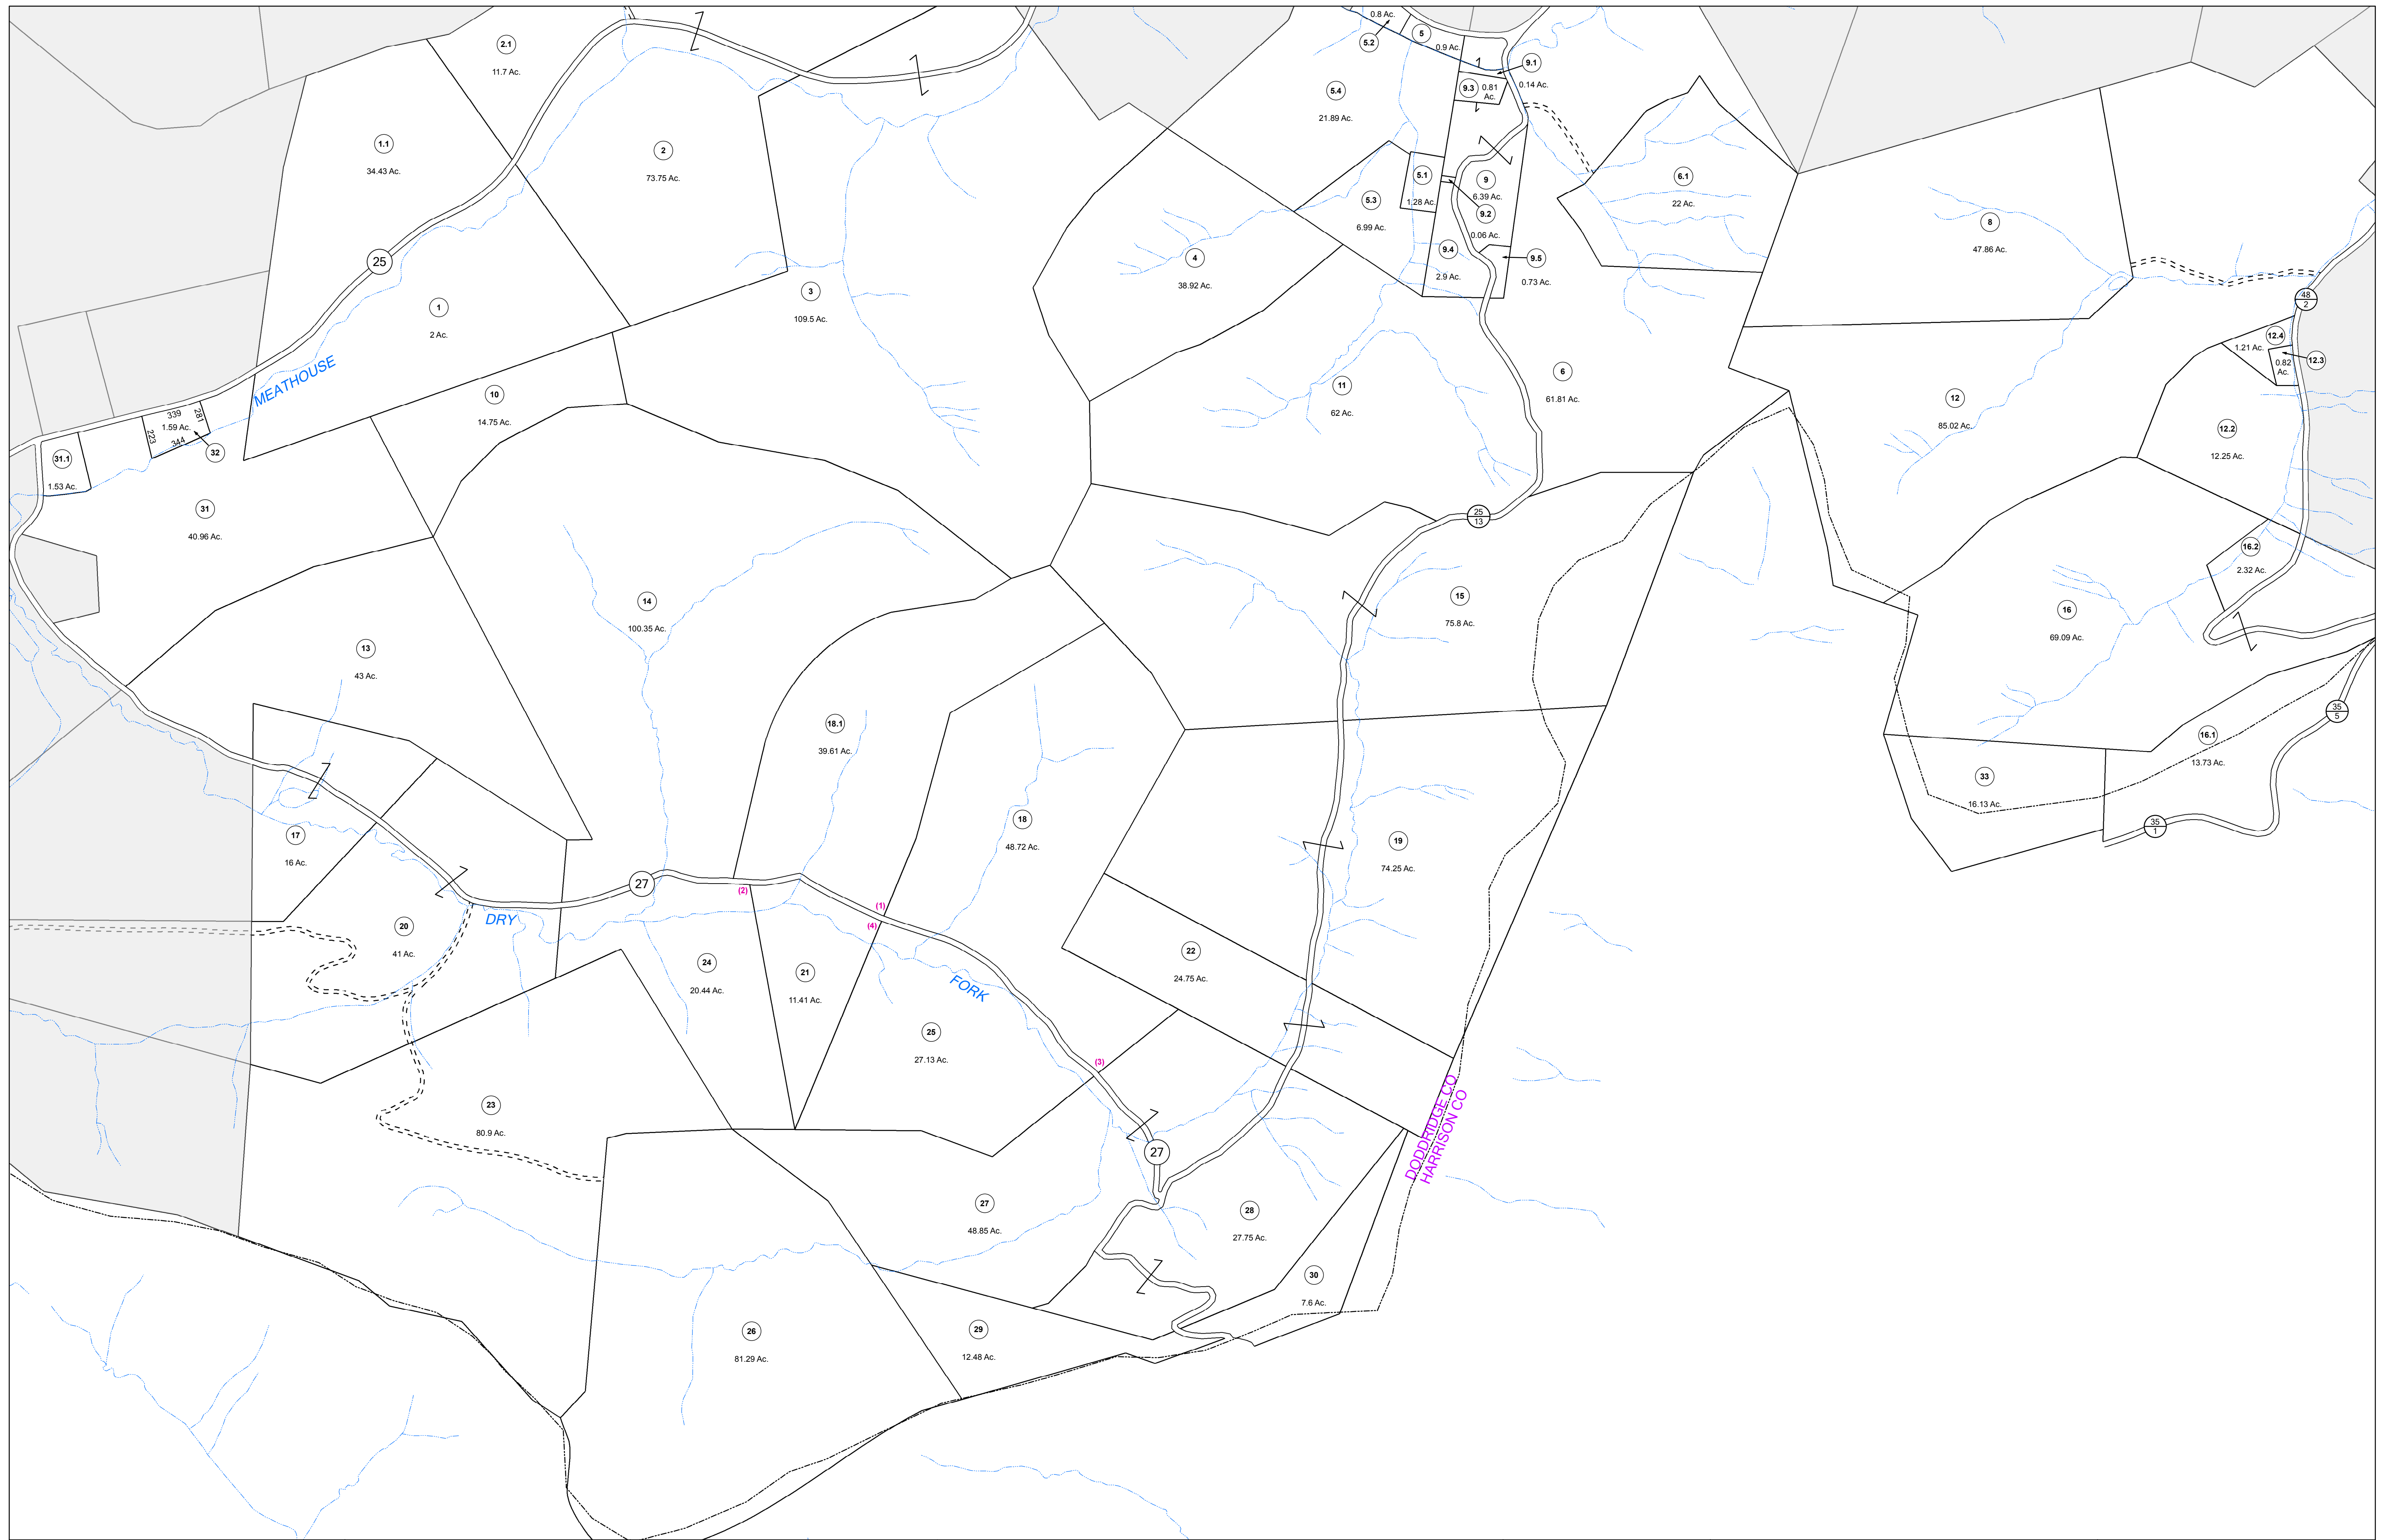 0.8 Ac.
5.2
5
0.9 Ac.
2.1
11.7 Ac.
9.1
0.14 Ac.
9.3
0.81
Ac.
5.4
21.89 Ac.
1.1
34.43 Ac.
2
73.75 Ac.
5.1
1.28 Ac.
9
6.39 Ac.
9.2
0.06 Ac.
6.1
22 Ac.
5.3
6.99 Ac.
8
47.86 Ac.
9.4
2.9 Ac.
9.5
0.73 Ac.
4
38.92 Ac.
25
3
109.5 Ac.
1
2 Ac.
48
2
12.4
1.21 Ac.
12.3
0.82
Ac.
MEATHOUSE
11
62 Ac.
6
61.81 Ac.
10
14.75 Ac.
12
85.02 Ac.
339
281
1.59 Ac.
223
344
32
12.2
12.25 Ac.
31.1
1.53 Ac.
31
40.96 Ac.
25
13
16.2
2.32 Ac.
14
100.35 Ac.
15
75.8 Ac.
16
69.09 Ac.
13
43 Ac.
18.1
39.61 Ac.
35
5
16.1
13.73 Ac.
33
16.13 Ac.
35
1
18
48.72 Ac.
17
16 Ac.
19
74.25 Ac.
27
(2)
(1)
(4)
DRY
20
41 Ac.
22
24.75 Ac.
24
20.44 Ac.
21
11.41 Ac.
FORK
25
27.13 Ac.
(3)
23
80.9 Ac.
DODDRIDGE CO
HARRISON CO
27
27
48.85 Ac.
28
27.75 Ac.
30
7.6 Ac.
26
81.29 Ac.
29
12.48 Ac.